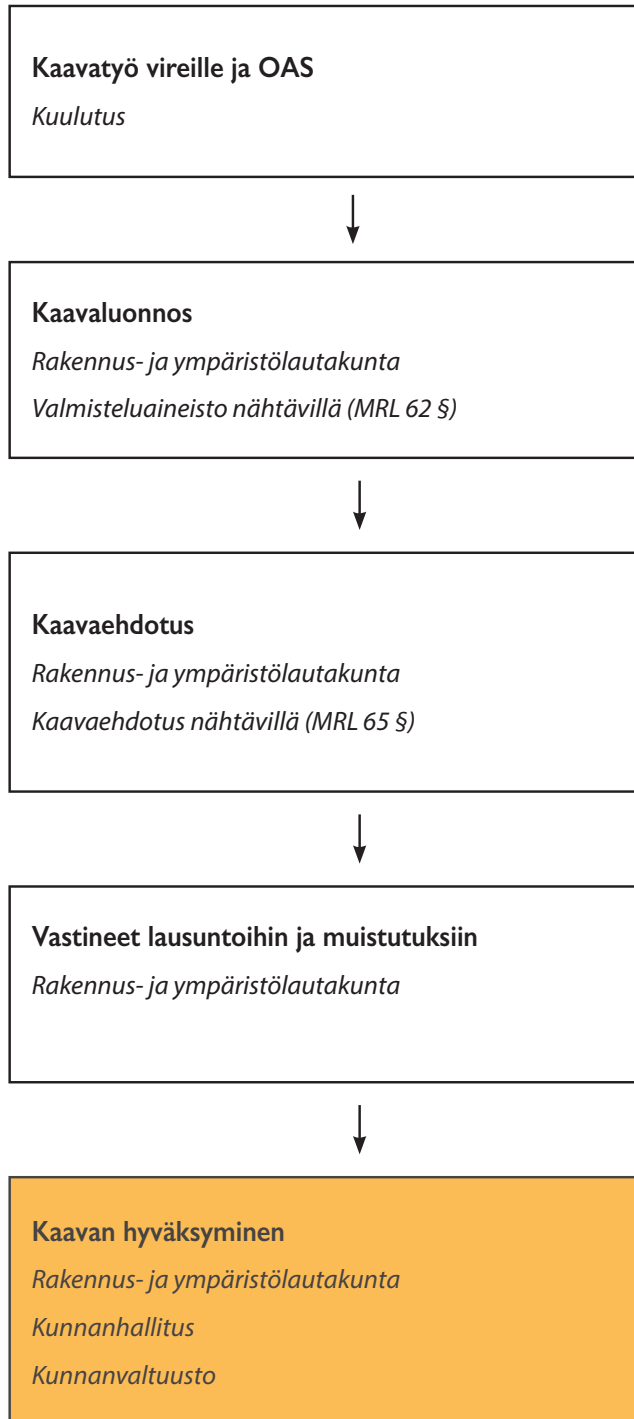 Kaavatyö vireille ja OAS
Kuulutus
Kaavaluonnos
Rakennus- ja ympäristölautakunta
Valmisteluaineisto nähtävillä (MRL 62 §)
Kaavaehdotus
Rakennus- ja ympäristölautakunta
Kaavaehdotus nähtävillä (MRL 65 §)
Vastineet lausuntoihin ja muistutuksiin
Rakennus- ja ympäristölautakunta
Kaavan hyväksyminen
Rakennus- ja ympäristölautakunta
Kunnanhallitus
Kunnanvaltuusto